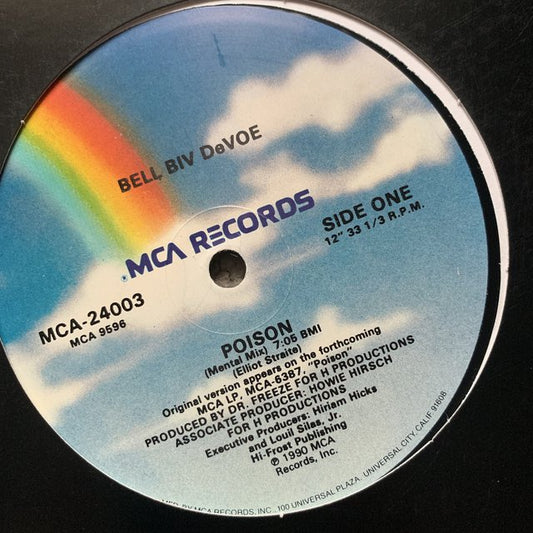 BELL BIV DeVOE
MCA RECORDS
SIDE ONE
12" 33 1/3 R.P.M.
MCA-24003
MCA 9596
POISON
(Mental Mix) 7:05 BMI
(Elliot Straite)
Original version appears on the forthcoming
MCA LP, MCA-6387, "Poison"
PRODUCED BY DR. FREEZE FOR H PRODUCTIONS
ASSOCIATE PRODUCER: HOWIE HIRSCH
FOR H PRODUCTIONS
Executive Producers: Hiriam Hicks
and Louil Silas, Jr.
Hi-Frost Publishing
℗ 1990 MCA
Records, Inc.
MFD. BY MCA RECORDS, INC., 100 UNIVERSAL PLAZA, UNIVERSAL CITY, CALIF. 91608